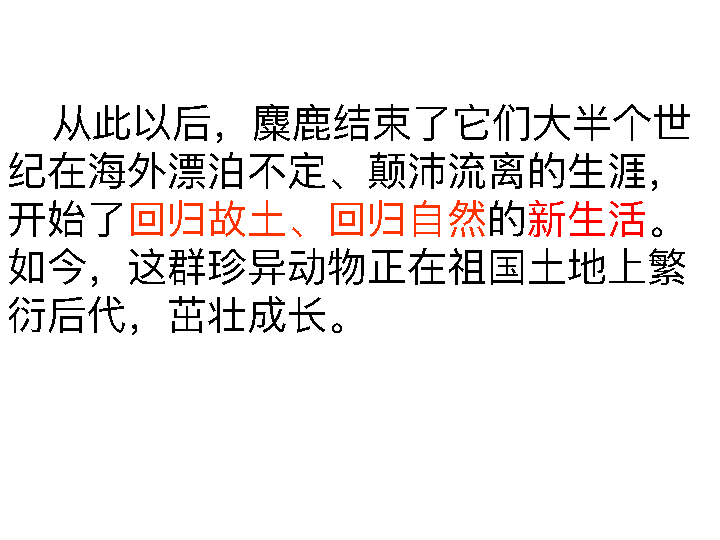 从此以后，麋鹿结束了它们大半个世
纪在海外漂泊不定、颠沛流离的生涯，
开始了回归故土、回归自然的新生活。
如今，这群珍异动物正在祖国土地上繁
衍后代，茁壮成长。